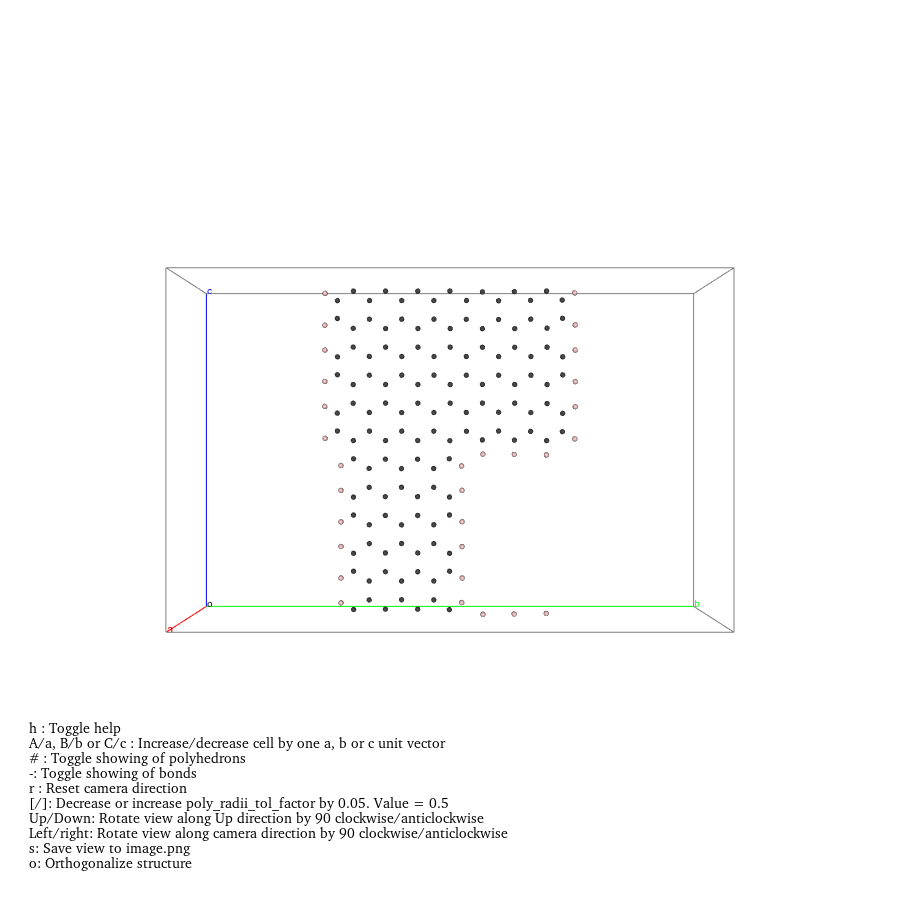 c
o
b
a
h : Toggle help
A/a, B/b or C/c : Increase/decrease cell by one a, b or c unit vector
# : Toggle showing of polyhedrons
-: Toggle showing of bonds
r : Reset camera direction
[/]: Decrease or increase poly_radii_tol_factor by 0.05. Value = 0.5
Up/Down: Rotate view along Up direction by 90 clockwise/anticlockwise
Left/right: Rotate view along camera direction by 90 clockwise/anticlockwise
s: Save view to image.png
o: Orthogonalize structure